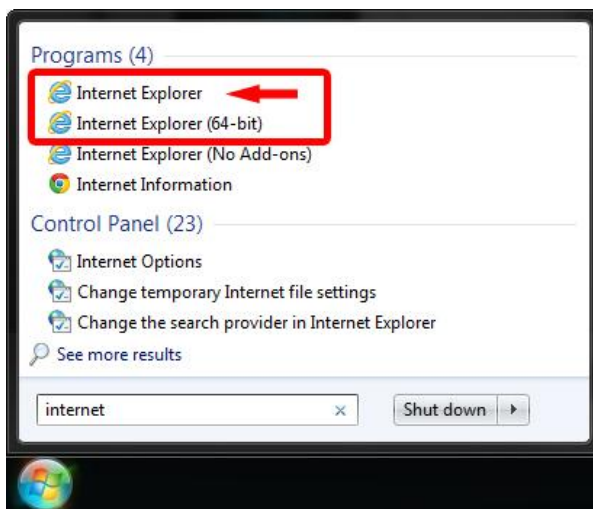 Programs (4)
Internet Explorer
Internet Explorer (64-bit)
Internet Explorer (No Add-ons)
Internet Information
Control Panel (23)
Internet Options
Change temporary Internet file settings
Change the search provider in Internet Explorer
See more results
internet
Shut down